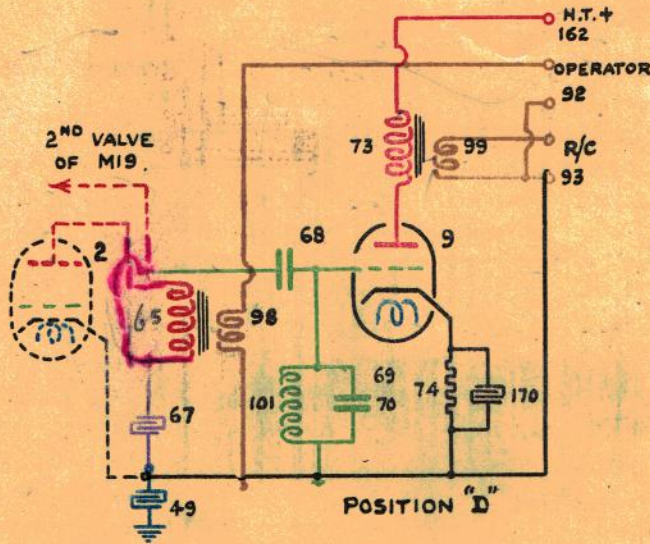 H.T.+
162
OPERATOR
92
2ND VALVE
OF M19.
73
99
R/C
93
2
68
9
65
98
69
70
101
74
170
67
49
POSITION "D"